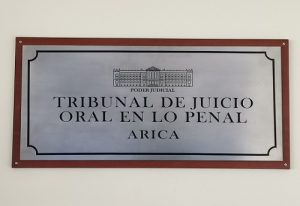 PODER JUDICIAL
TRIBUNAL DE JUICIO
ORAL EN LO PENAL
ARICA